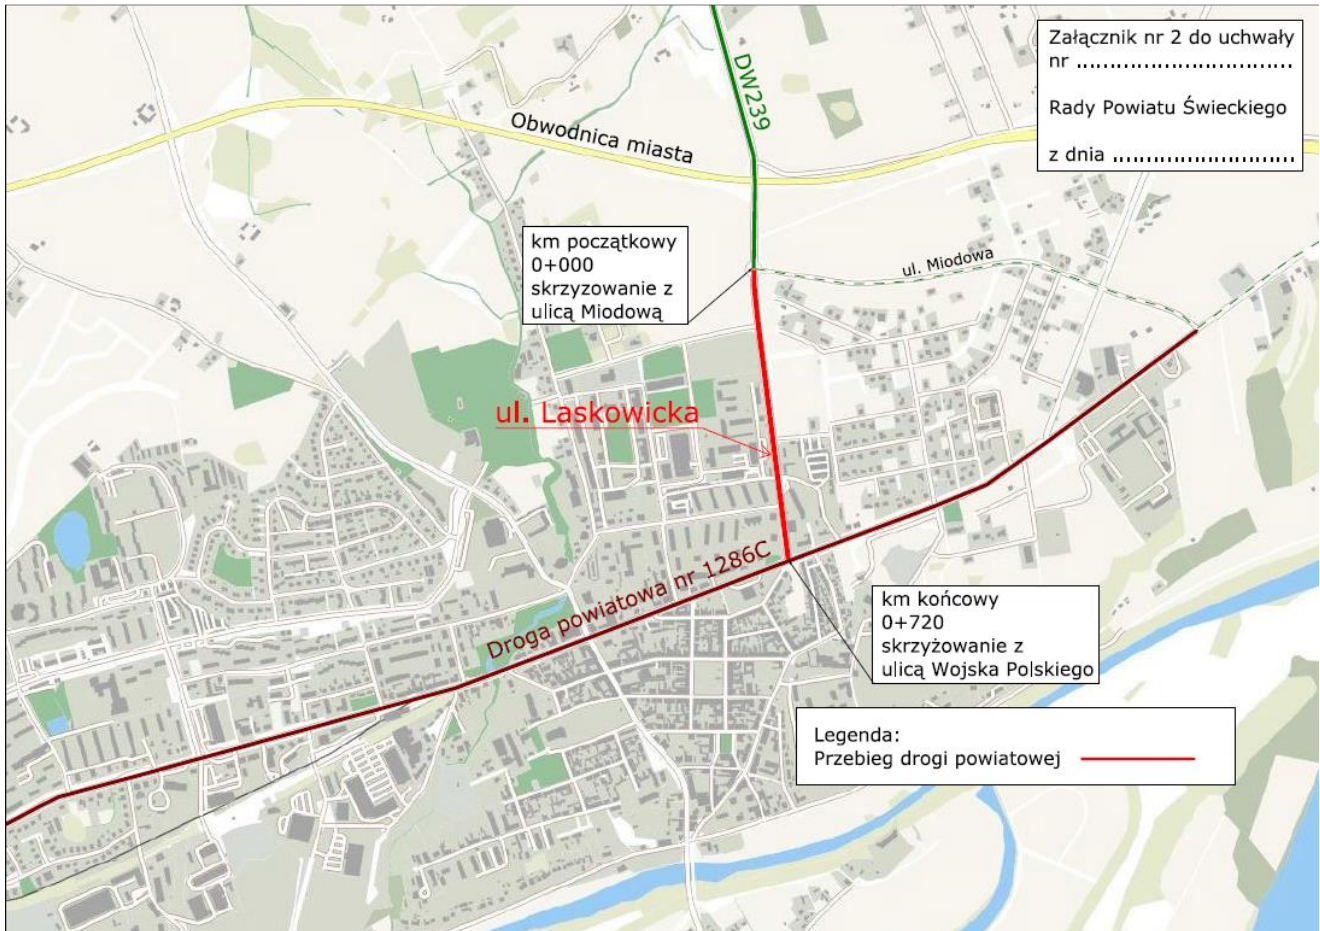 Załącznik nr 2 do uchwały
nr ................................
Rady Powiatu Świeckiego
z dnia ...........................
DW239
Obwodnica miasta
km początkowy
0+000
skrzyzowanie z
ulicą Miodową
ul. Miodowa
ul. Laskowicka
Droga powiatowa nr 1286C
km końcowy
0+720
skrzyżowanie z
ulicą Wojska Polskiego
Legenda:
Przebieg drogi powiatowej